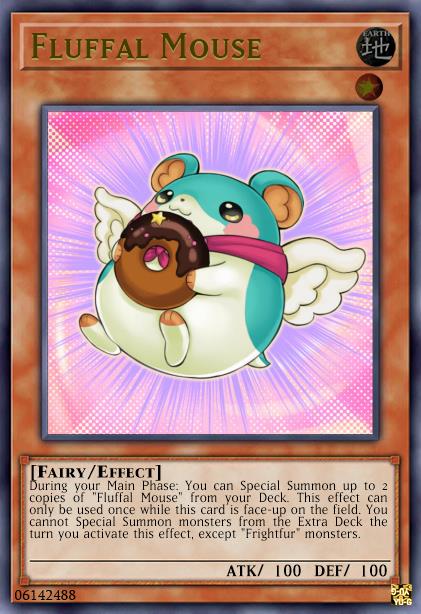 Fluffal Mouse
EARTH
地
[Fairy/Effect]
During your Main Phase: You can Special Summon up to 2
copies of "Fluffal Mouse" from your Deck. This effect can
only be used once while this card is face-up on the field. You
cannot Special Summon monsters from the Extra Deck the
turn you activate this effect, except "Frightfur" monsters.
ATK/ 100 DEF/ 100
06142488